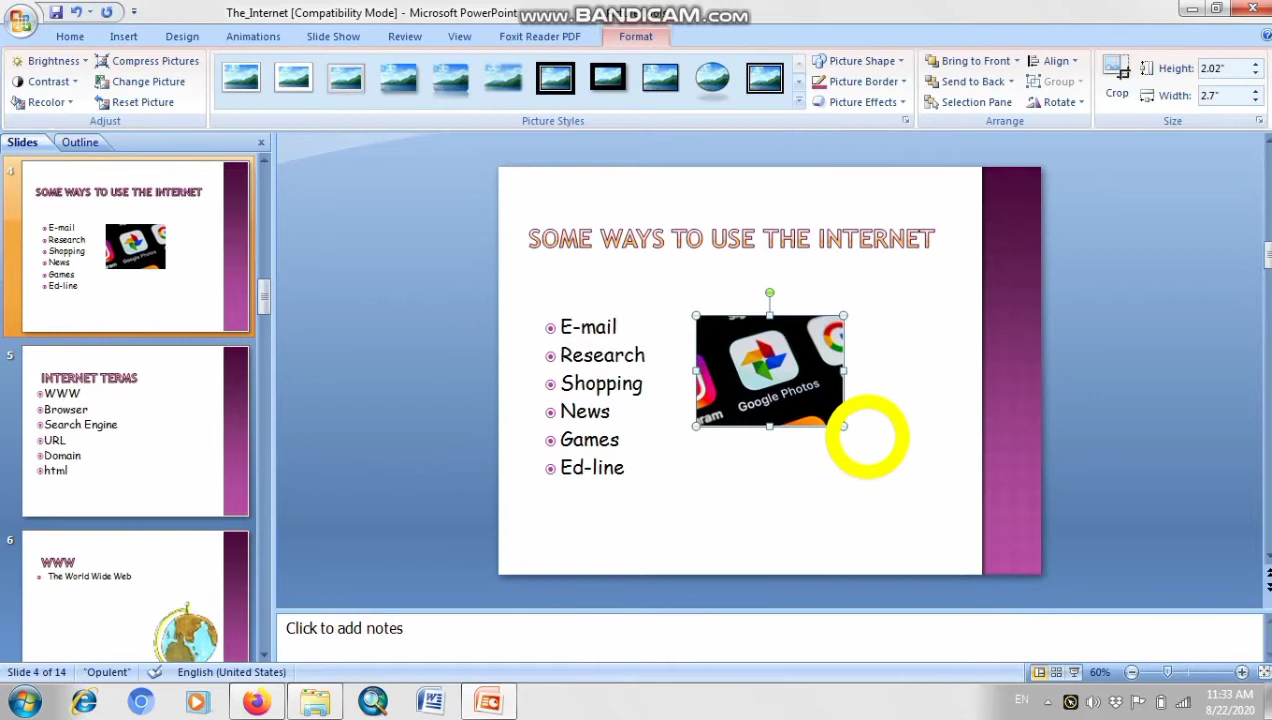 The_Internet [Compatibility Mode] - Microsoft PowerPoint
www.BANDICAM.com
Home Insert Design Animations Slide Show Review View Foxit Reader PDF Format
Brightness Compress Pictures Picture Shape Bring to Front Align Height: 2.02"
Contrast Change Picture Picture Border Send to Back Group Crop Width: 2.7"
Recolor Reset Picture Picture Effects Selection Pane Rotate
Adjust Picture Styles Arrange Size
Slides Outline
4
SOME WAYS TO USE THE INTERNET
E-mail
Research
Shopping
News
Games
Ed-line
Google Photos
5
INTERNET TERMS
WWW
Browser
Search Engine
URL
Domain
html
6
WWW
The World Wide Web
SOME WAYS TO USE THE INTERNET
E-mail
Research
Shopping
News
Games
Ed-line
Google Photos
gram
Click to add notes
Slide 4 of 14 "Opulent" English (United States) 60%
EN 11:33 AM
8/22/2020